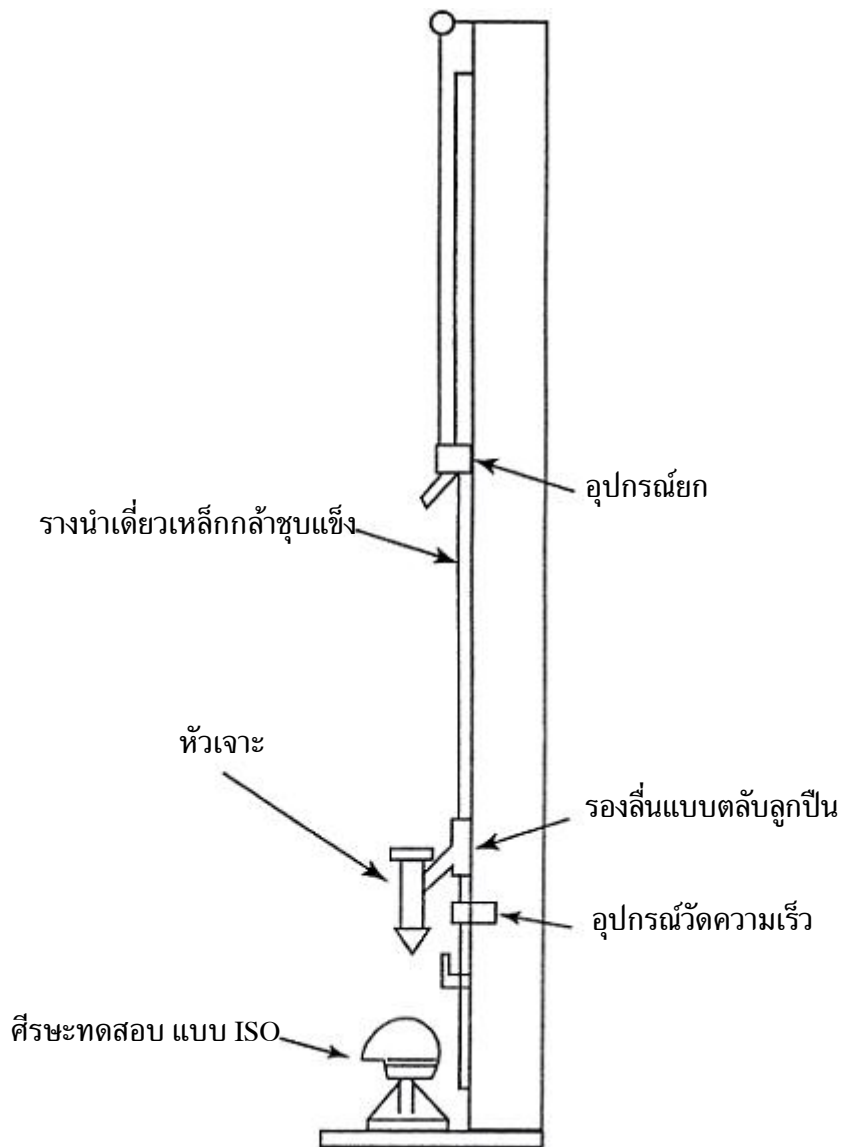 อุปกรณ์ยก
รางนำเดี่ยวเหล็กกล้าชุบแข็ง
หัวเจาะ
รองลื่นแบบตลับลูกปืน
อุปกรณ์วัดความเร็ว
ศีรษะทดสอบ แบบ ISO